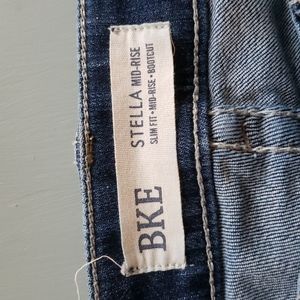 BKE
STELLA MID-RISE
SLIM FIT • MID-RISE • BOOTCUT